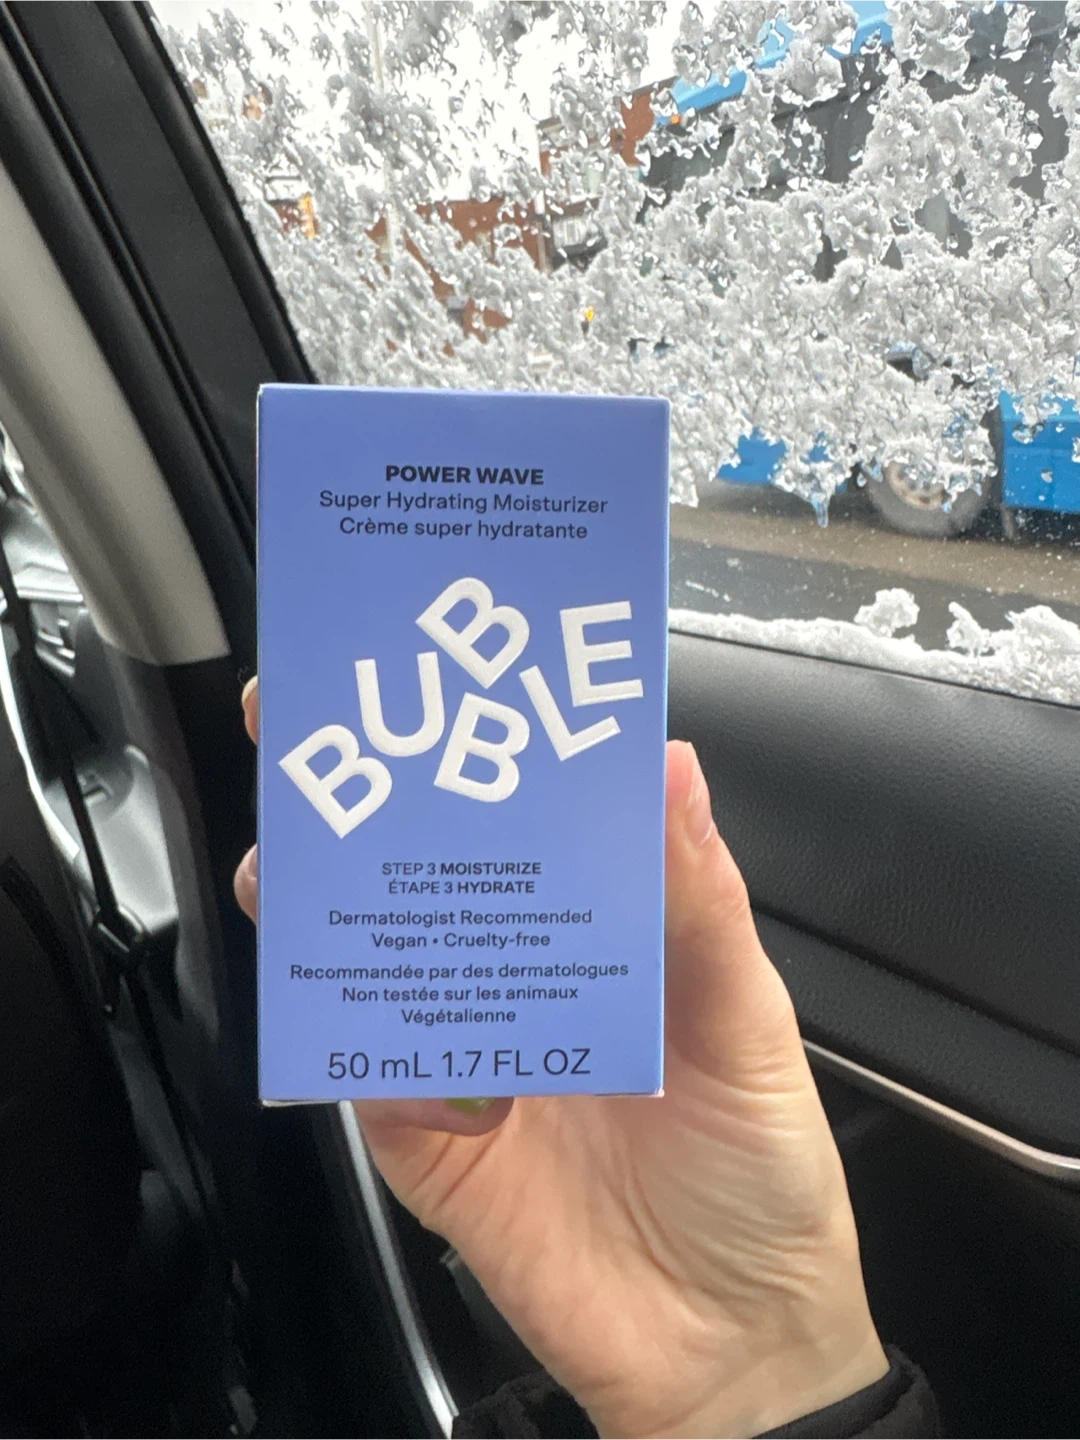 POWER WAVE
Super Hydrating Moisturizer
Crème super hydratante
BUBBLE
STEP 3 MOISTURIZE
ÉTAPE 3 HYDRATE
Dermatologist Recommended
Vegan • Cruelty-free
Recommandée par des dermatologues
Non testée sur les animaux
Végétalienne
50 mL 1.7 FL OZ